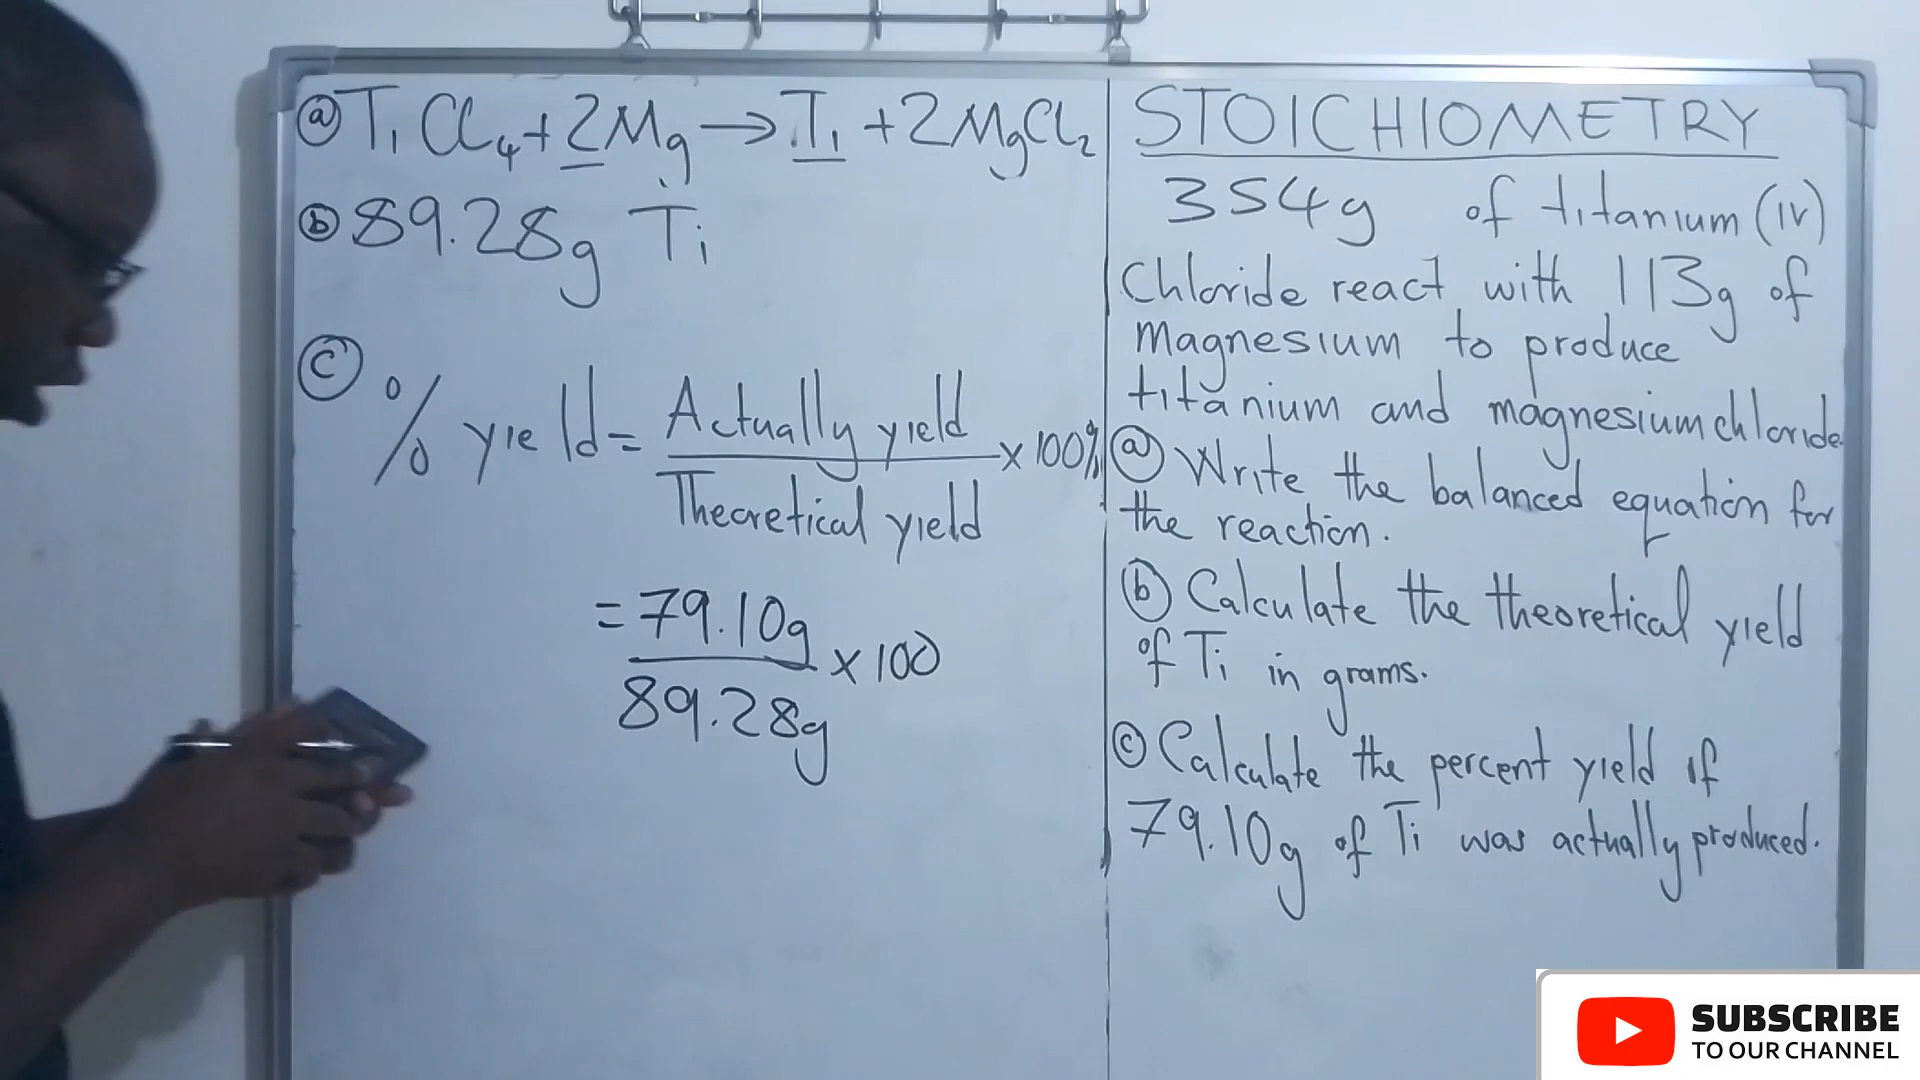 ⓐ TiCl₄ + 2Mg → Ti + 2MgCl₂
ⓑ 89.28g Ti
ⓒ
% yield = Actually yield / Theoretical yield × 100%
= 79.10g / 89.28g × 100
STOICHIOMETRY
354g of titanium (iv)
Chloride react with 113g of
magnesium to produce
titanium and magnesium chloride
ⓐ Write the balanced equation for
the reaction.
ⓑ Calculate the theoretical yield
of Ti in grams.
ⓒ Calculate the percent yield if
79.10g of Ti was actually produced.
SUBSCRIBE
TO OUR CHANNEL